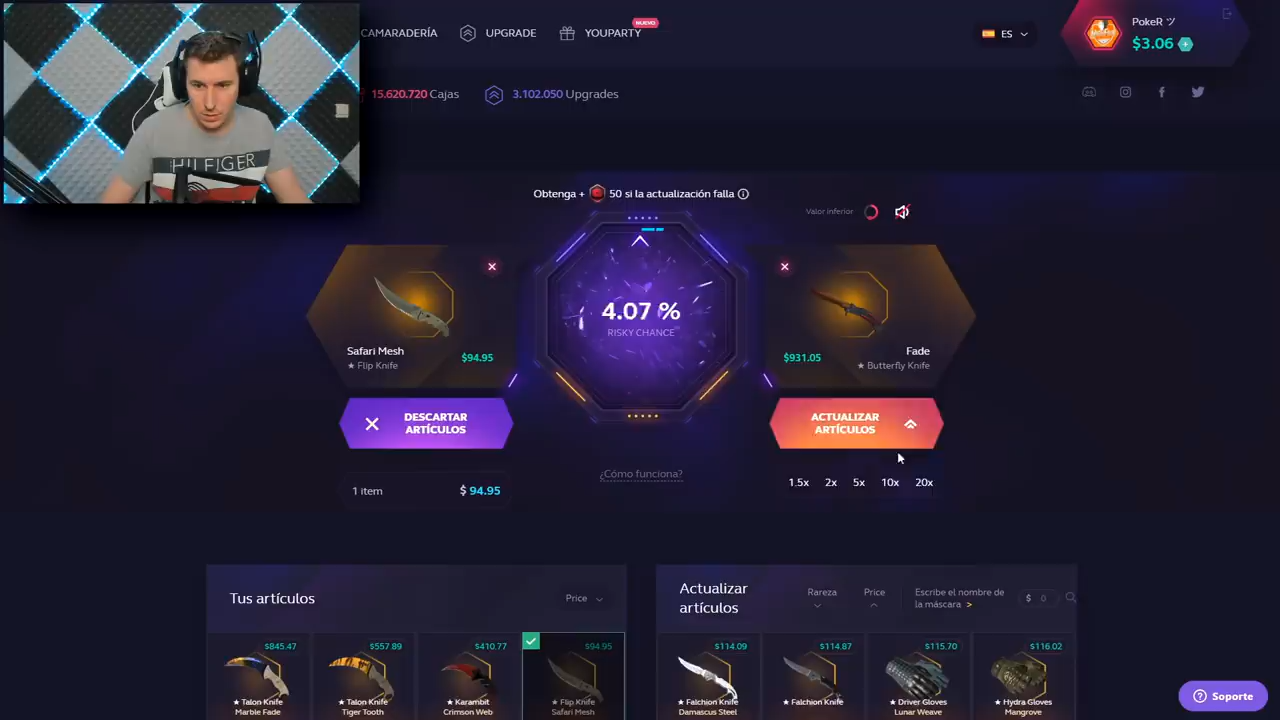 CAMARADERÍA
UPGRADE
YOUPARTY
NUEVO
ES
PokeR ツ
$3.06
15.620.720 Cajas
3.102.050 Upgrades
HILFIGER
Obtenga + 50 si la actualización falla
Valor inferior
4.07 %
RISKY CHANCE
Safari Mesh
$94.95
★ Flip Knife
$931.05
Fade
★ Butterfly Knife
DESCARTAR
ARTÍCULOS
ACTUALIZAR
ARTÍCULOS
¿Cómo funciona?
1 item
$ 94.95
1.5x 2x 5x 10x 20x
Tus artículos
Price
Actualizar
artículos
Rareza
Price
Escribe el nombre de
la máscara >
$ 0
$845.47
★ Talon Knife
Marble Fade
$557.89
★ Talon Knife
Tiger Tooth
$410.77
★ Karambit
Crimson Web
$94.95
★ Flip Knife
Safari Mesh
$114.09
★ Falchion Knife
Damascus Steel
$114.87
★ Falchion Knife
$115.70
★ Driver Gloves
Lunar Weave
$116.02
★ Hydra Gloves
Mangrove
Soporte